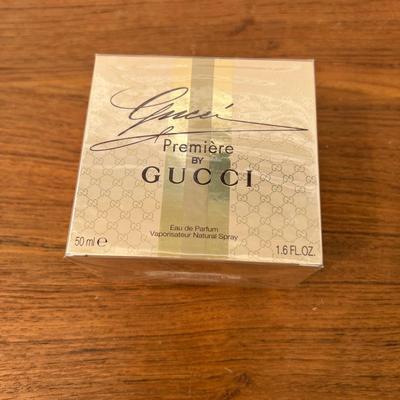 Gucci
Première
BY
GUCCI
Eau de Parfum
Vaporisateur Natural Spray
50 ml e 1.6 FL.OZ.